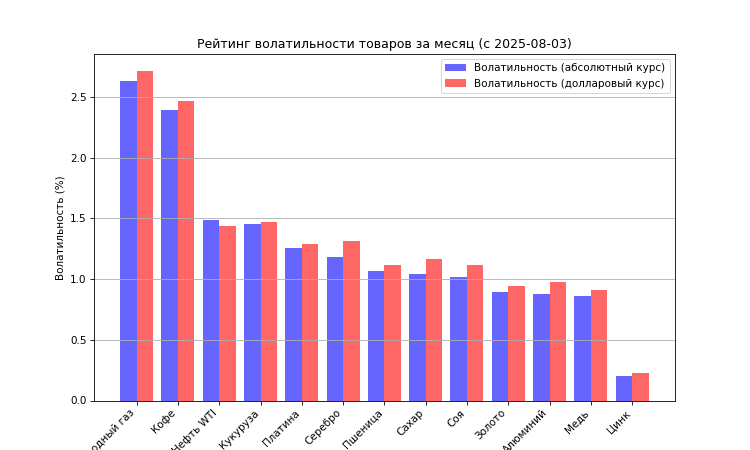 Рейтинг волатильности товаров за месяц (с 2025-08-03)
Волатильность (абсолютный курс)
Волатильность (долларовый курс)
Волатильность (%)
2.5
2.0
1.5
1.0
0.5
0.0
газ
Кофе
Нефть WTI
Кукуруза
Платина
Серебро
Пшеница
Сахар
Соя
Золото
Алюминий
Медь
Цинк